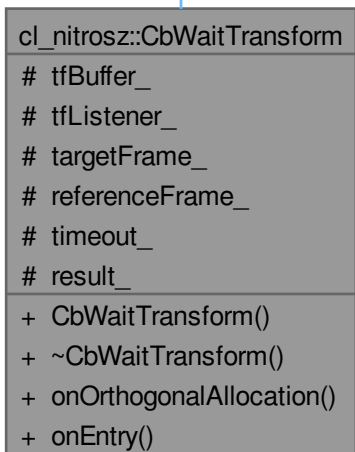 cl_nitrosz::CbWaitTransform
# tfBuffer_
# tfListener_
# targetFrame_
# referenceFrame_
# timeout_
# result_
+ CbWaitTransform()
+ ~CbWaitTransform()
+ onOrthogonalAllocation()
+ onEntry()